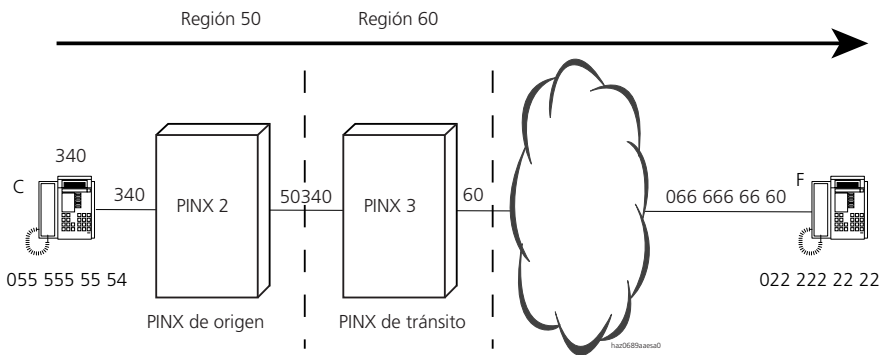 Región 50
Región 60
340
C
340
PINX 2
50340
PINX 3
60
066 666 66 60
F
055 555 55 54
022 222 22 22
PINX de origen
PINX de tránsito
haz0689aaesa0